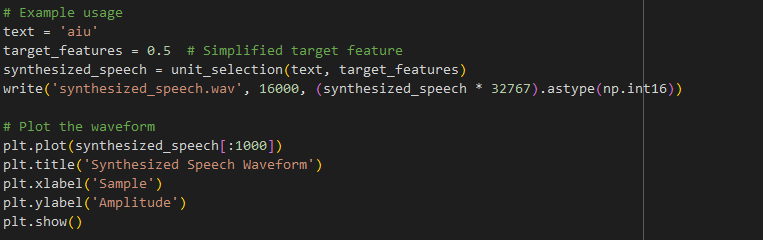 # Example usage
text = 'aiu'
target_features = 0.5  # Simplified target feature
synthesized_speech = unit_selection(text, target_features)
write('synthesized_speech.wav', 16000, (synthesized_speech * 32767).astype(np.int16))

# Plot the waveform
plt.plot(synthesized_speech[:1000])
plt.title('Synthesized Speech Waveform')
plt.xlabel('Sample')
plt.ylabel('Amplitude')
plt.show()